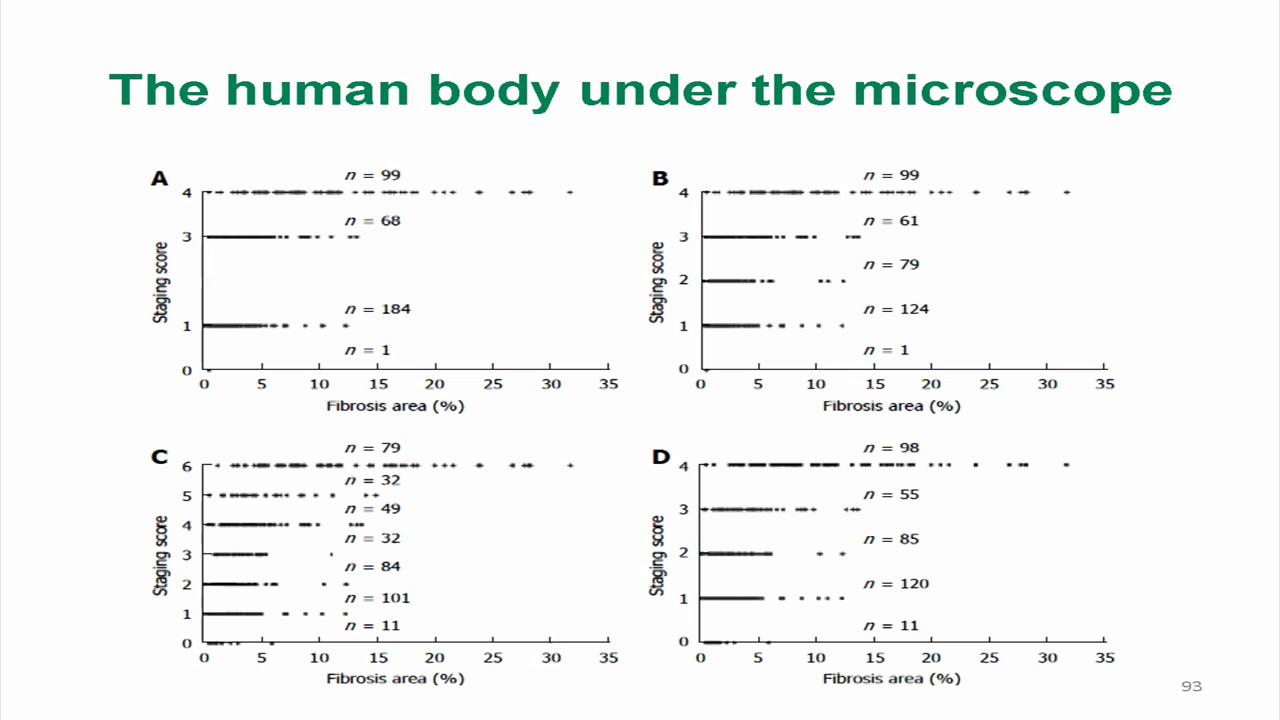 The human body under the microscope
A
n = 99
4
n = 68
3
Staging score
n = 184
1
n = 1
0
0 5 10 15 20 25 30 35
Fibrosis area (%)
B
n = 99
4
n = 61
3
Staging score
n = 79
2
n = 124
1
n = 1
0
0 5 10 15 20 25 30 35
Fibrosis area (%)
C
n = 79
6
n = 32
5
n = 49
4
Staging score
n = 32
3
n = 84
2
n = 101
1
n = 11
0
0 5 10 15 20 25 30 35
Fibrosis area (%)
D
n = 98
4
n = 55
3
Staging score
n = 85
2
n = 120
1
n = 11
0
0 5 10 15 20 25 30 35
Fibrosis area (%)
93